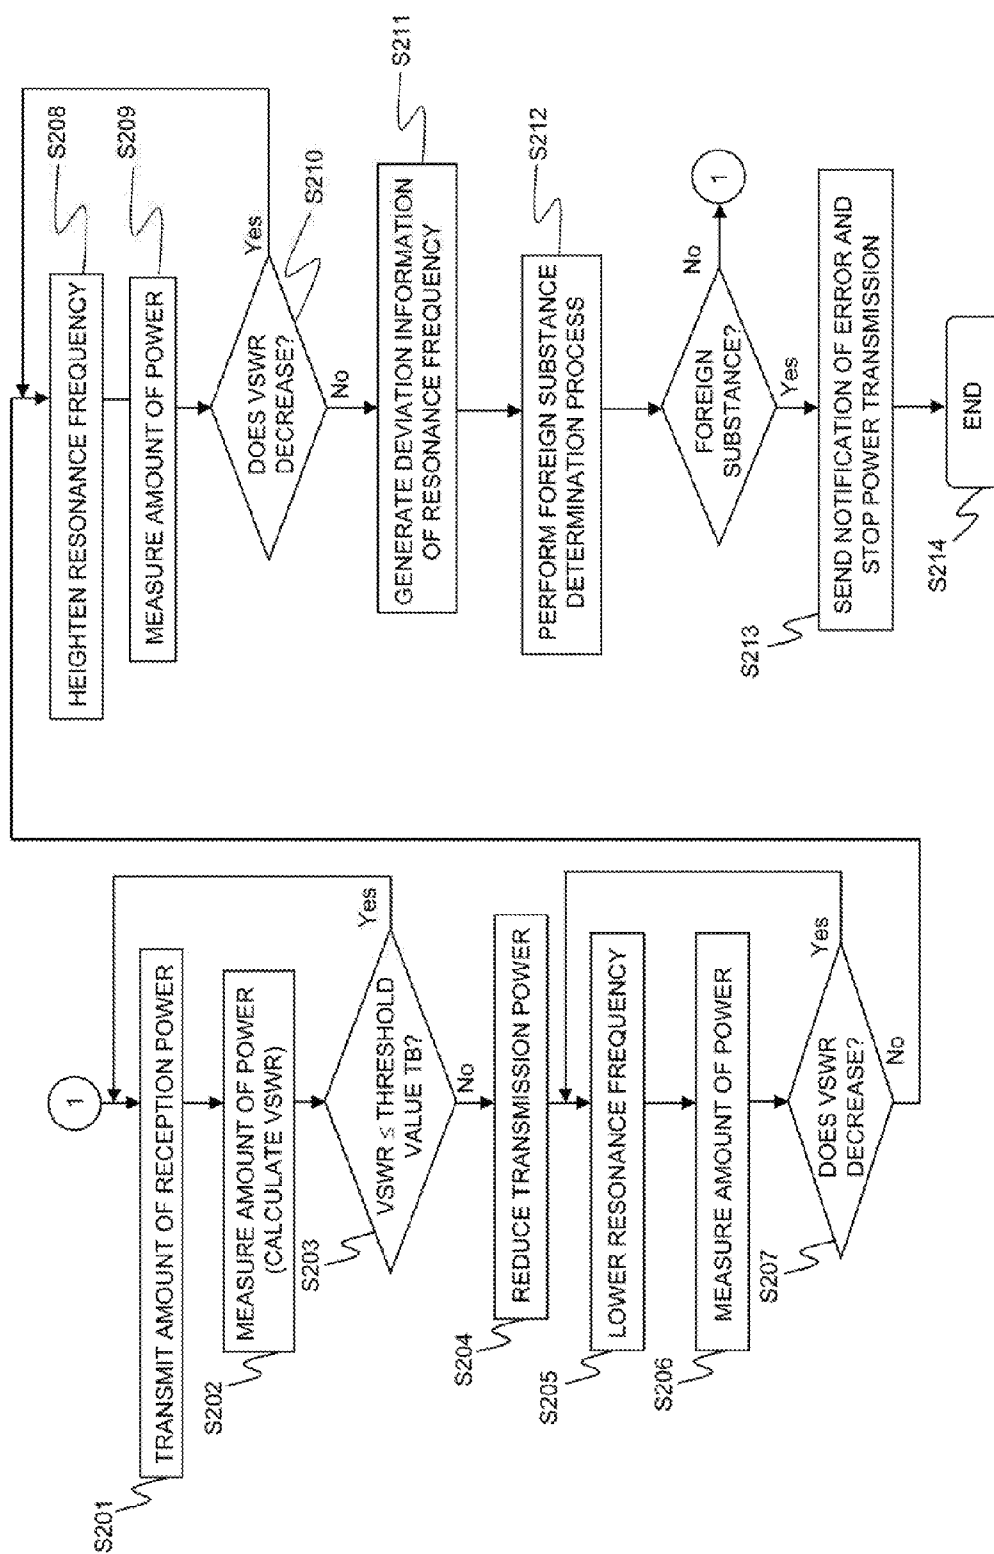 1
TRANSMIT AMOUNT OF RECEPTION POWER
S201
MEASURE AMOUNT OF POWER
(CALCULATE VSWR)
S202
VSWR ≤ THRESHOLD
VALUE TB?
S203
Yes
No
REDUCE TRANSMISSION POWER
S204
LOWER RESONANCE FREQUENCY
S205
MEASURE AMOUNT OF POWER
S206
DOES VSWR
DECREASE?
S207
Yes
No
HEIGHTEN RESONANCE FREQUENCY
S208
MEASURE AMOUNT OF POWER
S209
DOES VSWR
DECREASE?
S210
Yes
No
GENERATE DEVIATION INFORMATION
OF RESONANCE FREQUENCY
S211
PERFORM FOREIGN SUBSTANCE
DETERMINATION PROCESS
S212
FOREIGN
SUBSTANCE?
No
1
Yes
SEND NOTIFICATION OF ERROR AND
STOP POWER TRANSMISSION
S213
END
S214